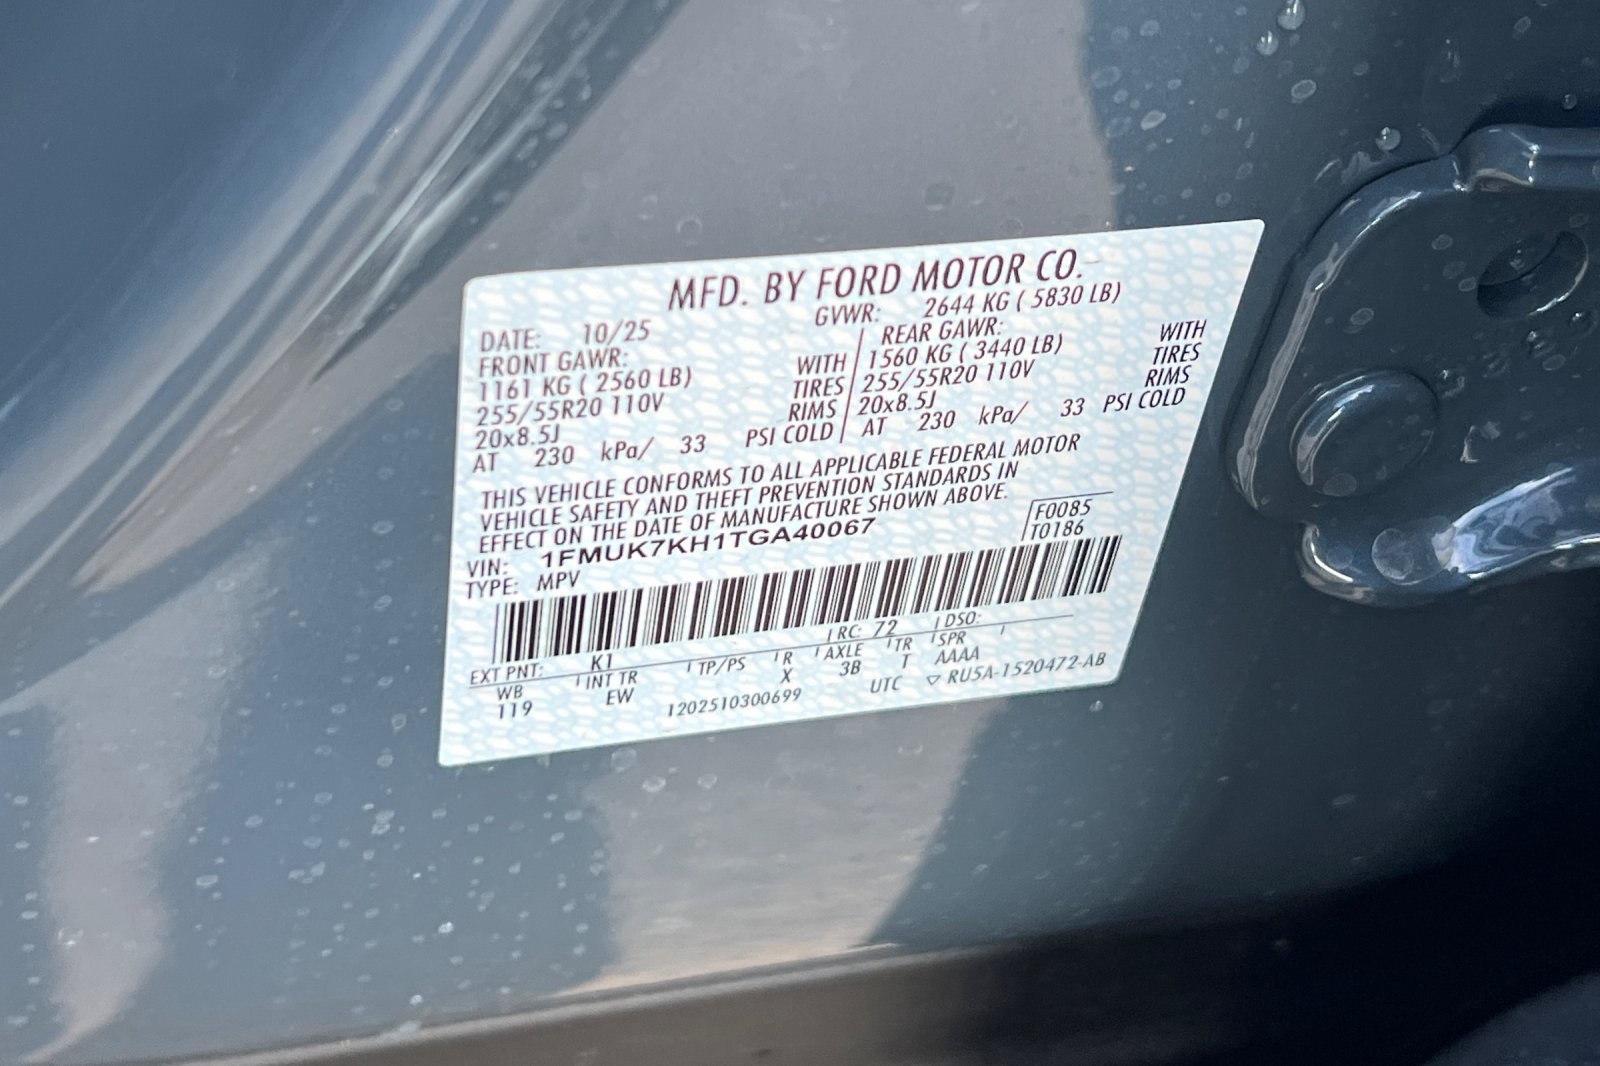 MFD. BY FORD MOTOR CO.
DATE: 10/25 GVWR: 2644 KG ( 5830 LB)
FRONT GAWR: REAR GAWR:
1161 KG ( 2560 LB) WITH 1560 KG ( 3440 LB) WITH
255/55R20 110V TIRES 255/55R20 110V TIRES
20x8.5J RIMS 20x8.5J RIMS
AT 230 kPa/ 33 PSI COLD AT 230 kPa/ 33 PSI COLD
THIS VEHICLE CONFORMS TO ALL APPLICABLE FEDERAL MOTOR
VEHICLE SAFETY AND THEFT PREVENTION STANDARDS IN
EFFECT ON THE DATE OF MANUFACTURE SHOWN ABOVE.
VIN: 1FMUK7KH1TGA40067 F0085
TYPE: MPV T0186
EXT PNT: K1 RC: 72 DSO:
WB INT TR TP/PS R AXLE TR SPR
119 EW X 3B T AAAA
1202510300699 UTC ▽ RU5A-1520472-AB